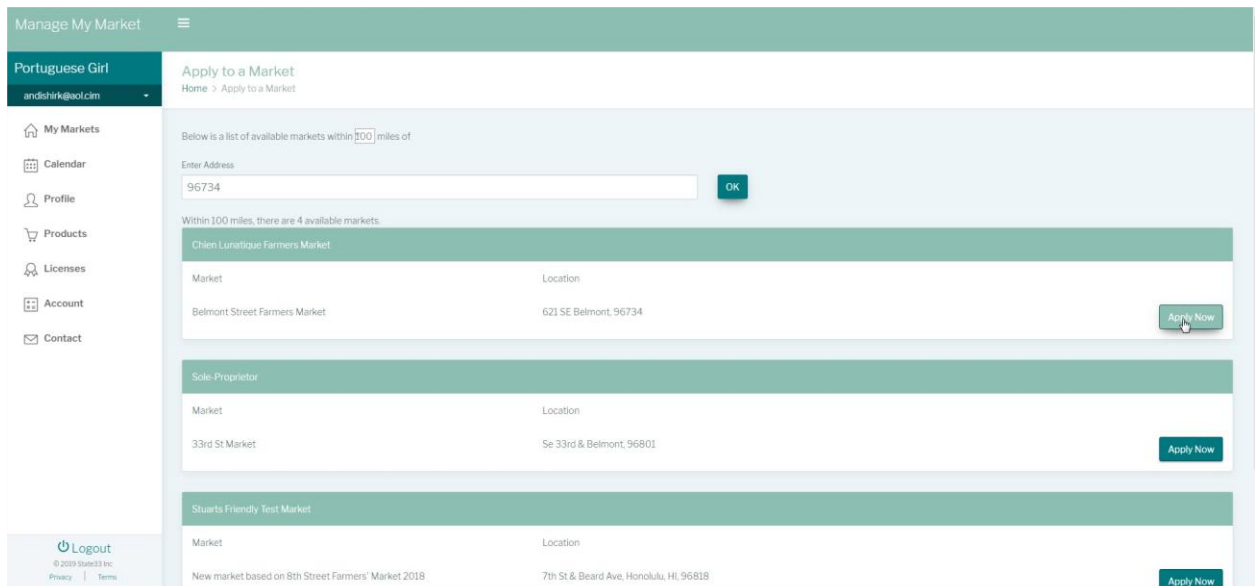 Manage My Market
Portuguese Girl
andishirk@aol.cim
My Markets
Calendar
Profile
Products
Licenses
Account
Contact
Logout
© 2019 State33 Inc
Privacy | Terms
Apply to a Market
Home > Apply to a Market
Below is a list of available markets within 100 miles of
Enter Address
96734
OK
Within 100 miles, there are 4 available markets.
Chien Lunatique Farmers Market
Market Location
Belmont Street Farmers Market 621 SE Belmont, 96734 Apply Now
Sole-Proprietor
Market Location
33rd St Market Se 33rd & Belmont, 96801 Apply Now
Stuarts Friendly Test Market
Market Location
New market based on 8th Street Farmers' Market 2018 7th St & Beard Ave, Honolulu, HI, 96818 Apply Now